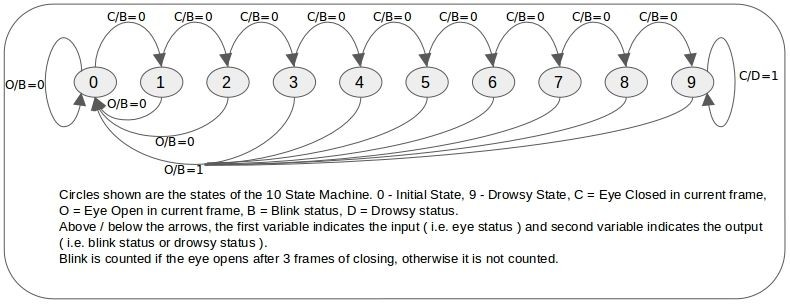 C/B=0 C/B=0 C/B=0 C/B=0 C/B=0 C/B=0 C/B=0 C/B=0 C/B=0
O/B=0 0 1 2 3 4 5 6 7 8 9 C/D=1
O/B=0
O/B=0
O/B=1
Circles shown are the states of the 10 State Machine. 0 - Initial State, 9 - Drowsy State, C = Eye Closed in current frame,
O = Eye Open in current frame, B = Blink status, D = Drowsy status.
Above / below the arrows, the first variable indicates the input ( i.e. eye status ) and second variable indicates the output
( i.e. blink status or drowsy status ).
Blink is counted if the eye opens after 3 frames of closing, otherwise it is not counted.